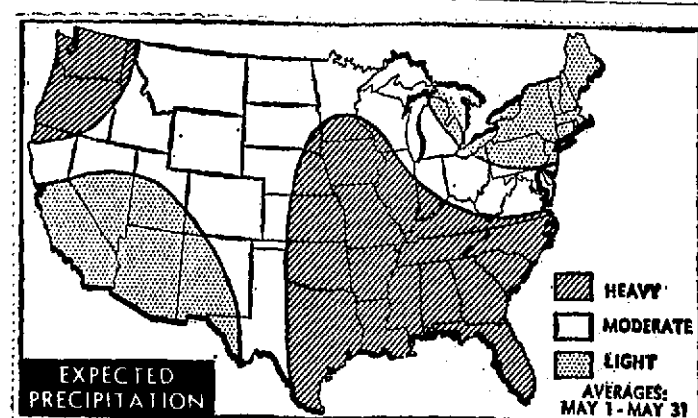 HEAVY
MODERATE
LIGHT
AVERAGES:
MAY 1 - MAY 31
EXPECTED
PRECIPITATION